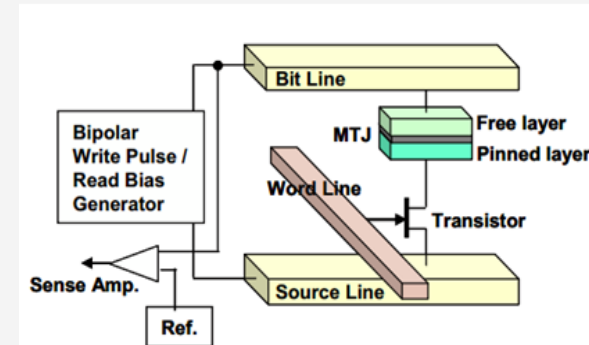 Bit Line
Bipolar
Write Pulse /
Read Bias
Generator
MTJ
Free layer
Pinned layer
Word Line
Transistor
Sense Amp.
Source Line
Ref.